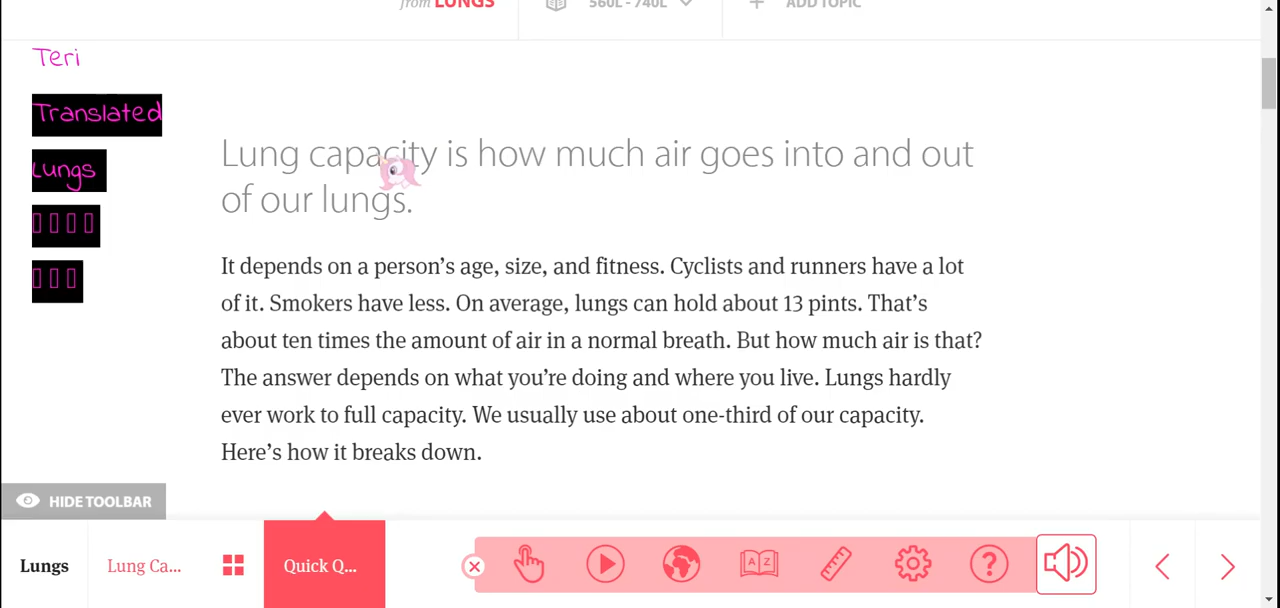 from LUNGS
560L - 740L
ADD TOPIC
Teri
Translated
Lungs
Lung capacity is how much air goes into and out
of our lungs.
It depends on a person's age, size, and fitness. Cyclists and runners have a lot
of it. Smokers have less. On average, lungs can hold about 13 pints. That's
about ten times the amount of air in a normal breath. But how much air is that?
The answer depends on what you're doing and where you live. Lungs hardly
ever work to full capacity. We usually use about one-third of our capacity.
Here's how it breaks down.
HIDE TOOLBAR
Lungs
Lung Ca...
Quick Q...
A Z
?